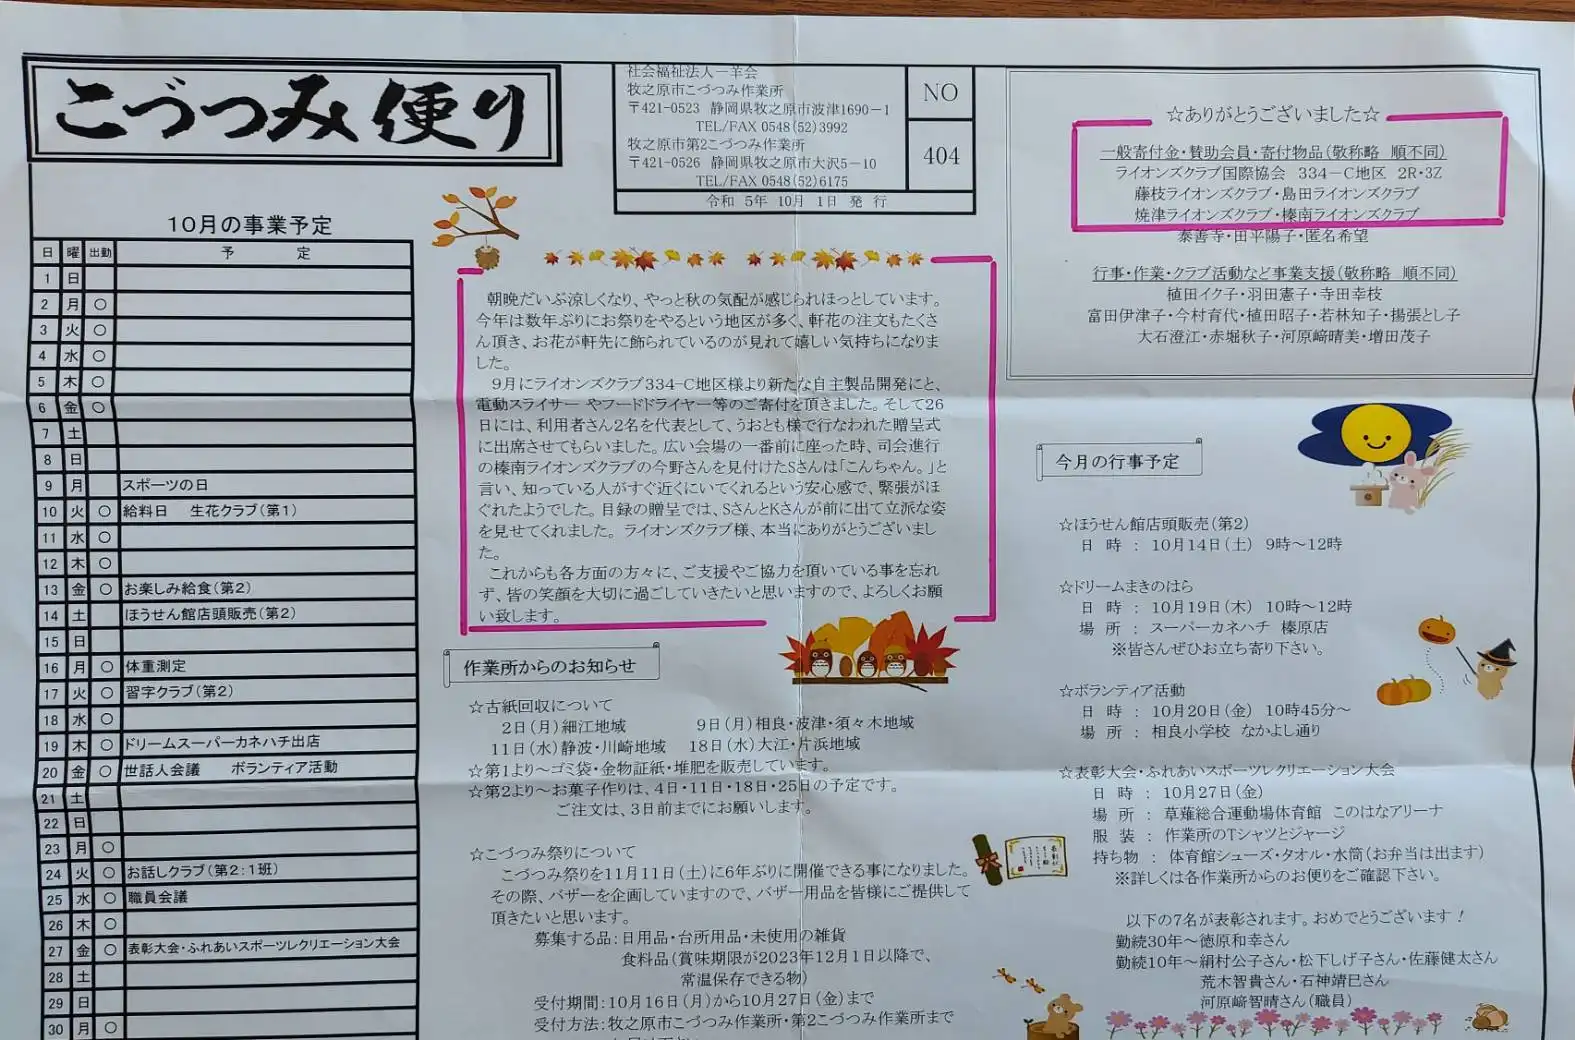 こづつみ便り
社会福祉法人一羊会
牧之原市こづつみ作業所
〒421-0523 静岡県牧之原市波津1690-1
TEL/FAX 0548(52)3992
牧之原市第2こづつみ作業所
〒421-0526 静岡県牧之原市大沢5-10
TEL/FAX 0548(52)6175
令和 5年 10月 1日 発 行
NO
404
10月の事業予定
日 曜 出勤 予 定
1 日
2 月 ○
3 火 ○
4 水 ○
5 木 ○
6 金 ○
7 土
8 日
9 月 スポーツの日
10 火 ○ 給料日 生花クラブ(第1)
11 水 ○
12 木 ○
13 金 ○ お楽しみ給食(第2)
14 土 ほうせん館店頭販売(第2)
15 日
16 月 ○ 体重測定
17 火 ○ 習字クラブ(第2)
18 水 ○
19 木 ○ ドリームスーパーカネハチ出店
20 金 ○ 世話人会議 ボランティア活動
21 土
22 日
23 月 ○
24 火 ○ お話しクラブ(第2:1班)
25 水 ○ 職員会議
26 木 ○
27 金 ○ 表彰大会・ふれあいスポーツレクリエーション大会
28 土
29 日
30 月 ○
朝晩だいぶ涼しくなり、やっと秋の気配が感じられほっとしています。
今年は数年ぶりにお祭りをやるという地区が多く、軒花の注文もたくさ
ん頂き、お花が軒先に飾られているのが見れて嬉しい気持ちになりま
した。
9月にライオンズクラブ334-C地区様より新たな自主製品開発にと、
電動スライサー やフードドライヤー等のご寄付を頂きました。そして26
日には、利用者さん2名を代表として、うおとも様で行なわれた贈呈式
に出席させてもらいました。広い会場の一番前に座った時、司会進行
の榛南ライオンズクラブの今野さんを見付けたSさんは「こんちゃん。」と
言い、知っている人がすぐ近くにいてくれるという安心感で、緊張がほ
ぐれたようでした。目録の贈呈では、SさんとKさんが前に出て立派な姿
を見せてくれました。ライオンズクラブ様、本当にありがとうございまし
た。
これからも各方面の方々に、ご支援やご協力を頂いている事を忘れ
ず、皆の笑顔を大切に過ごしていきたいと思いますので、よろしくお願
い致します。
作業所からのお知らせ
☆古紙回収について
2日(月)細江地域 9日(月)相良・波津・須々木地域
11日(水)静波・川崎地域 18日(水)大江・片浜地域
☆第1より～ゴミ袋・金物証紙・堆肥を販売しています。
☆第2より～お菓子作りは、4日・11日・18日・25日の予定です。
ご注文は、3日前までにお願いします。
☆こづつみ祭りについて
こづつみ祭りを11月11日(土)に6年ぶりに開催できる事になりました。
その際、バザーを企画していますので、バザー用品を皆様にご提供して
頂きたいと思います。
募集する品:日用品・台所用品・未使用の雑貨
食料品(賞味期限が2023年12月1日以降で、
常温保存できる物)
受付期間:10月16日(月)から10月27日(金)まで
受付方法:牧之原市こづつみ作業所・第2こづつみ作業所まで
☆ありがとうございました☆
一般寄付金・賛助会員・寄付物品(敬称略 順不同)
ライオンズクラブ国際協会 334-C地区 2R・3Z
藤枝ライオンズクラブ・島田ライオンズクラブ
焼津ライオンズクラブ・榛南ライオンズクラブ
泰善寺・田平陽子・匿名希望
行事・作業・クラブ活動など事業支援(敬称略 順不同)
植田イク子・羽田憲子・寺田幸枝
富田伊津子・今村育代・植田昭子・若林知子・揚張とし子
大石澄江・赤堀秋子・河原﨑晴美・増田茂子
今月の行事予定
☆ほうせん館店頭販売(第2)
日 時 : 10月14日(土) 9時～12時
☆ドリームまきのはら
日 時 : 10月19日(木) 10時～12時
場 所 : スーパーカネハチ 榛原店
※皆さんぜひお立ち寄り下さい。
☆ボランティア活動
日 時 : 10月20日(金) 10時45分～
場 所 : 相良小学校 なかよし通り
☆表彰大会・ふれあいスポーツレクリエーション大会
日 時 : 10月27日(金)
場 所 : 草薙総合運動場体育館 このはなアリーナ
服 装 : 作業所のTシャツとジャージ
持ち物 : 体育館シューズ・タオル・水筒(お弁当は出ます)
※詳しくは各作業所からのお便りをご確認下さい。
以下の7名が表彰されます。おめでとうございます!
勤続30年～徳原和幸さん
勤続10年～絹村公子さん・松下しげ子さん・佐藤健太さん
荒木智貴さん・石神靖巳さん
河原﨑智晴さん(職員)